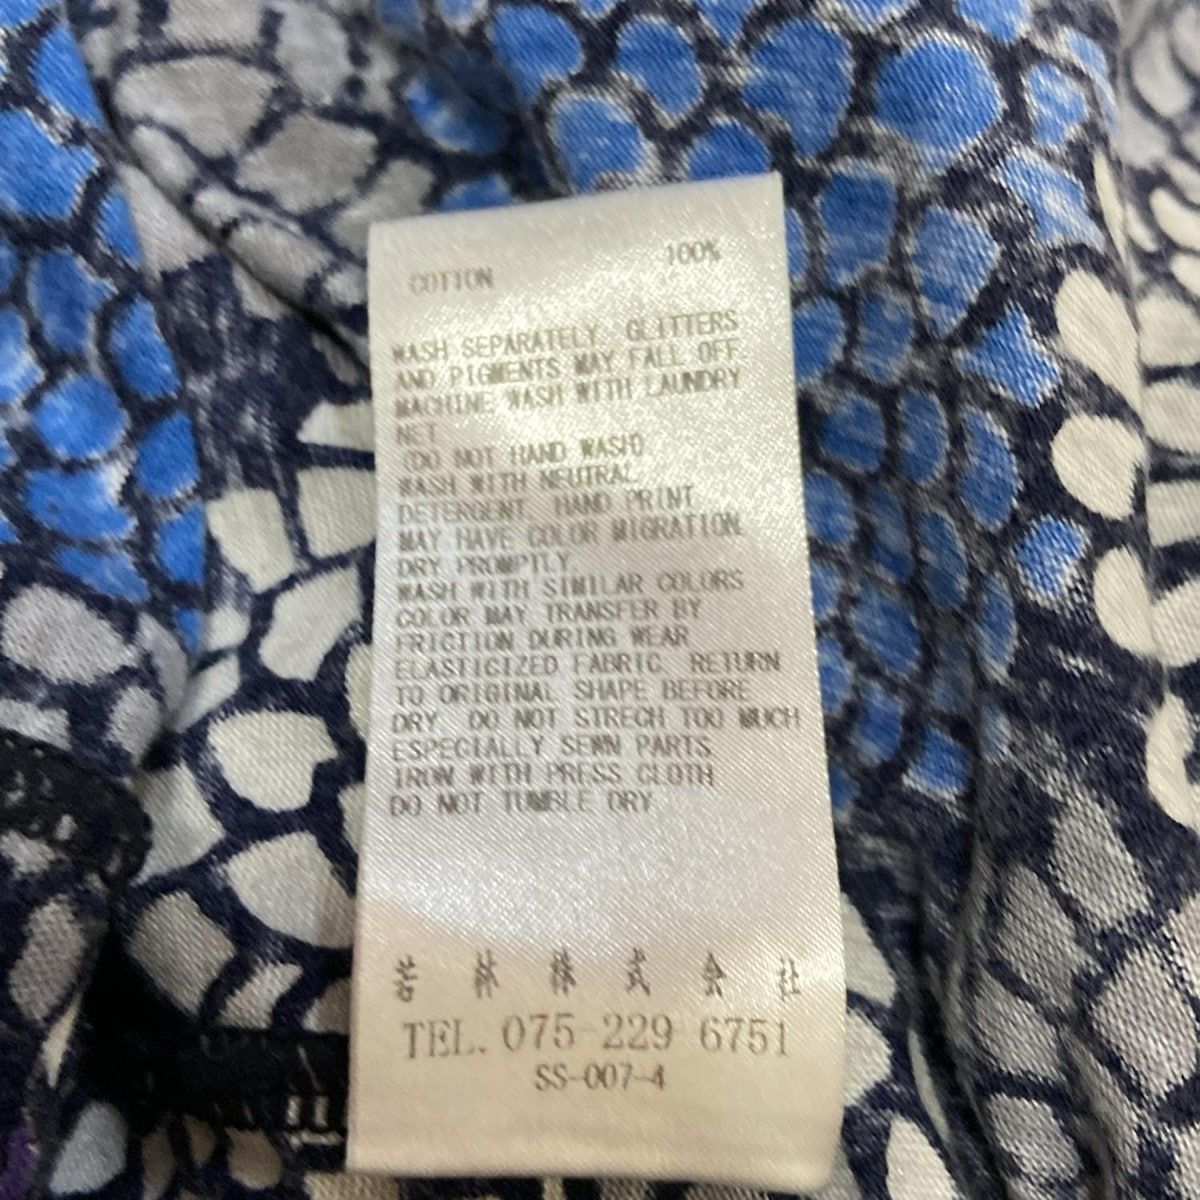 COTTON 100%
WASH SEPARATELY. GLITTERS
AND PIGMENTS MAY FALL OFF.
MACHINE WASH WITH LAUNDRY
NET
(DO NOT HAND WASH)
WASH WITH NEUTRAL
DETERGENT. HAND PRINT
MAY HAVE COLOR MIGRATION.
DRY PROMPTLY.
WASH WITH SIMILAR COLORS
COLOR MAY TRANSFER BY
FRICTION DURING WEAR
ELASTICIZED FABRIC. RETURN
TO ORIGINAL SHAPE BEFORE
DRY. DO NOT STRECH TOO MUCH
ESPECIALLY SEWN PARTS.
IRON WITH PRESS CLOTH
DO NOT TUMBLE DRY
若林株式会社
TEL. 075-229 6751
SS-007-4